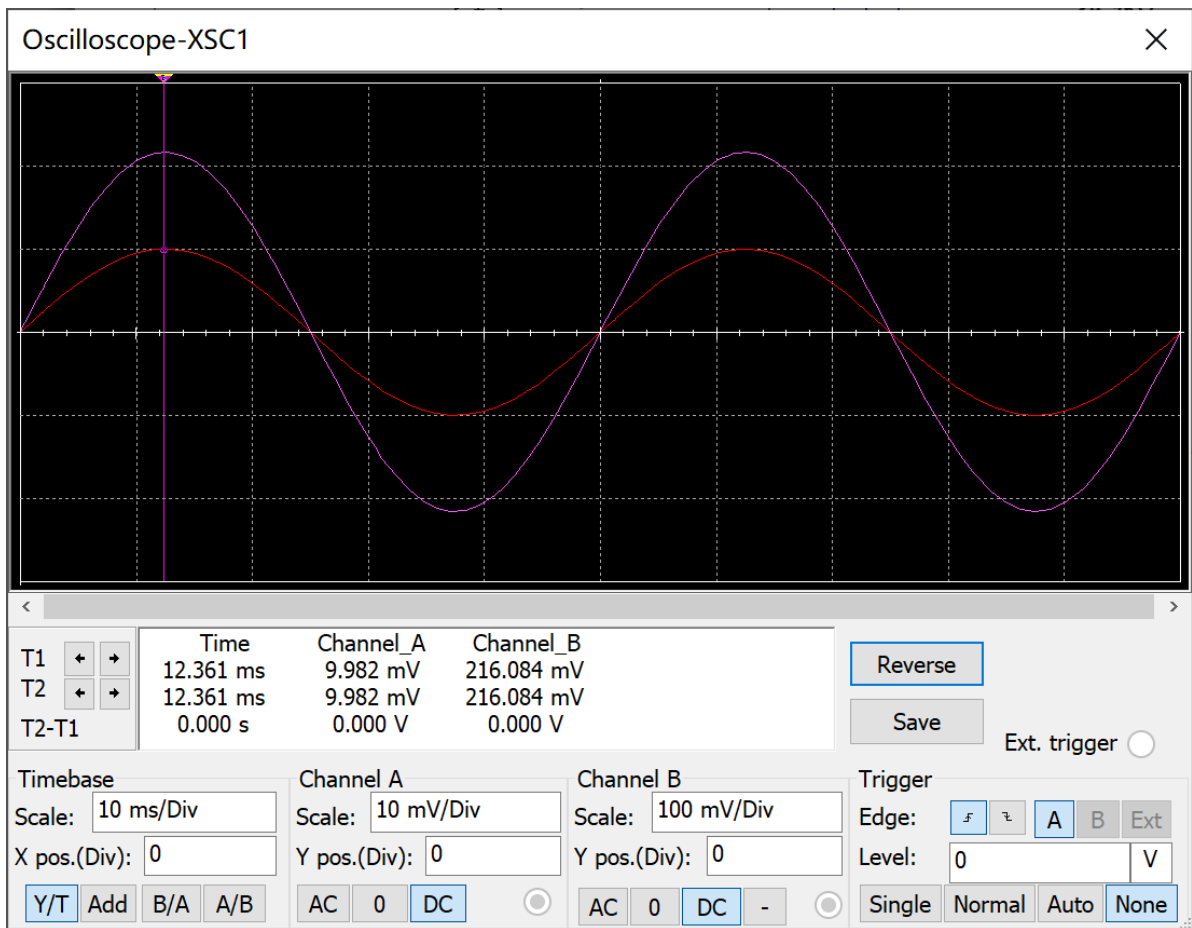 Oscilloscope-XSC1
Time Channel_A Channel_B
T1 12.361 ms 9.982 mV 216.084 mV
T2 12.361 ms 9.982 mV 216.084 mV
T2-T1 0.000 s 0.000 V 0.000 V
Reverse
Save
Ext. trigger
Timebase
Scale: 10 ms/Div
X pos.(Div): 0
Y/T Add B/A A/B
Channel A
Scale: 10 mV/Div
Y pos.(Div): 0
AC 0 DC
Channel B
Scale: 100 mV/Div
Y pos.(Div): 0
AC 0 DC -
Trigger
Edge: A B Ext
Level: 0 V
Single Normal Auto None